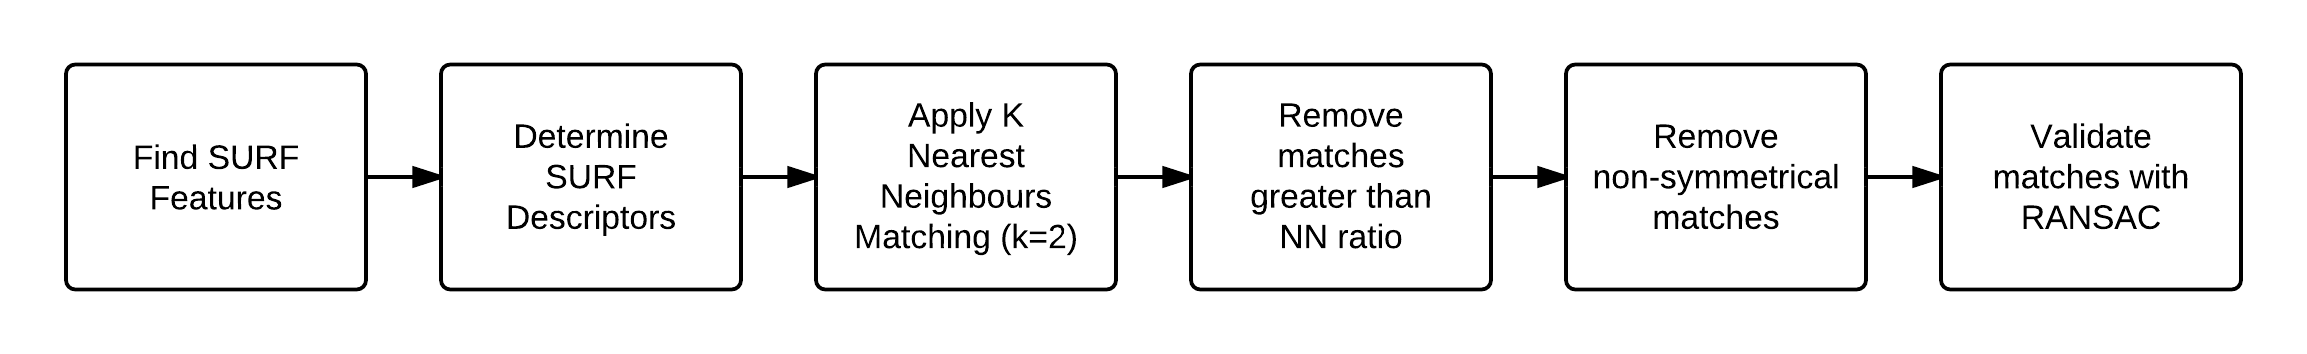 Find SURF
Features
Determine
SURF
Descriptors
Apply K
Nearest
Neighbours
Matching (k=2)
Remove
matches
greater than
NN ratio
Remove
non-symmetrical
matches
Validate
matches with
RANSAC